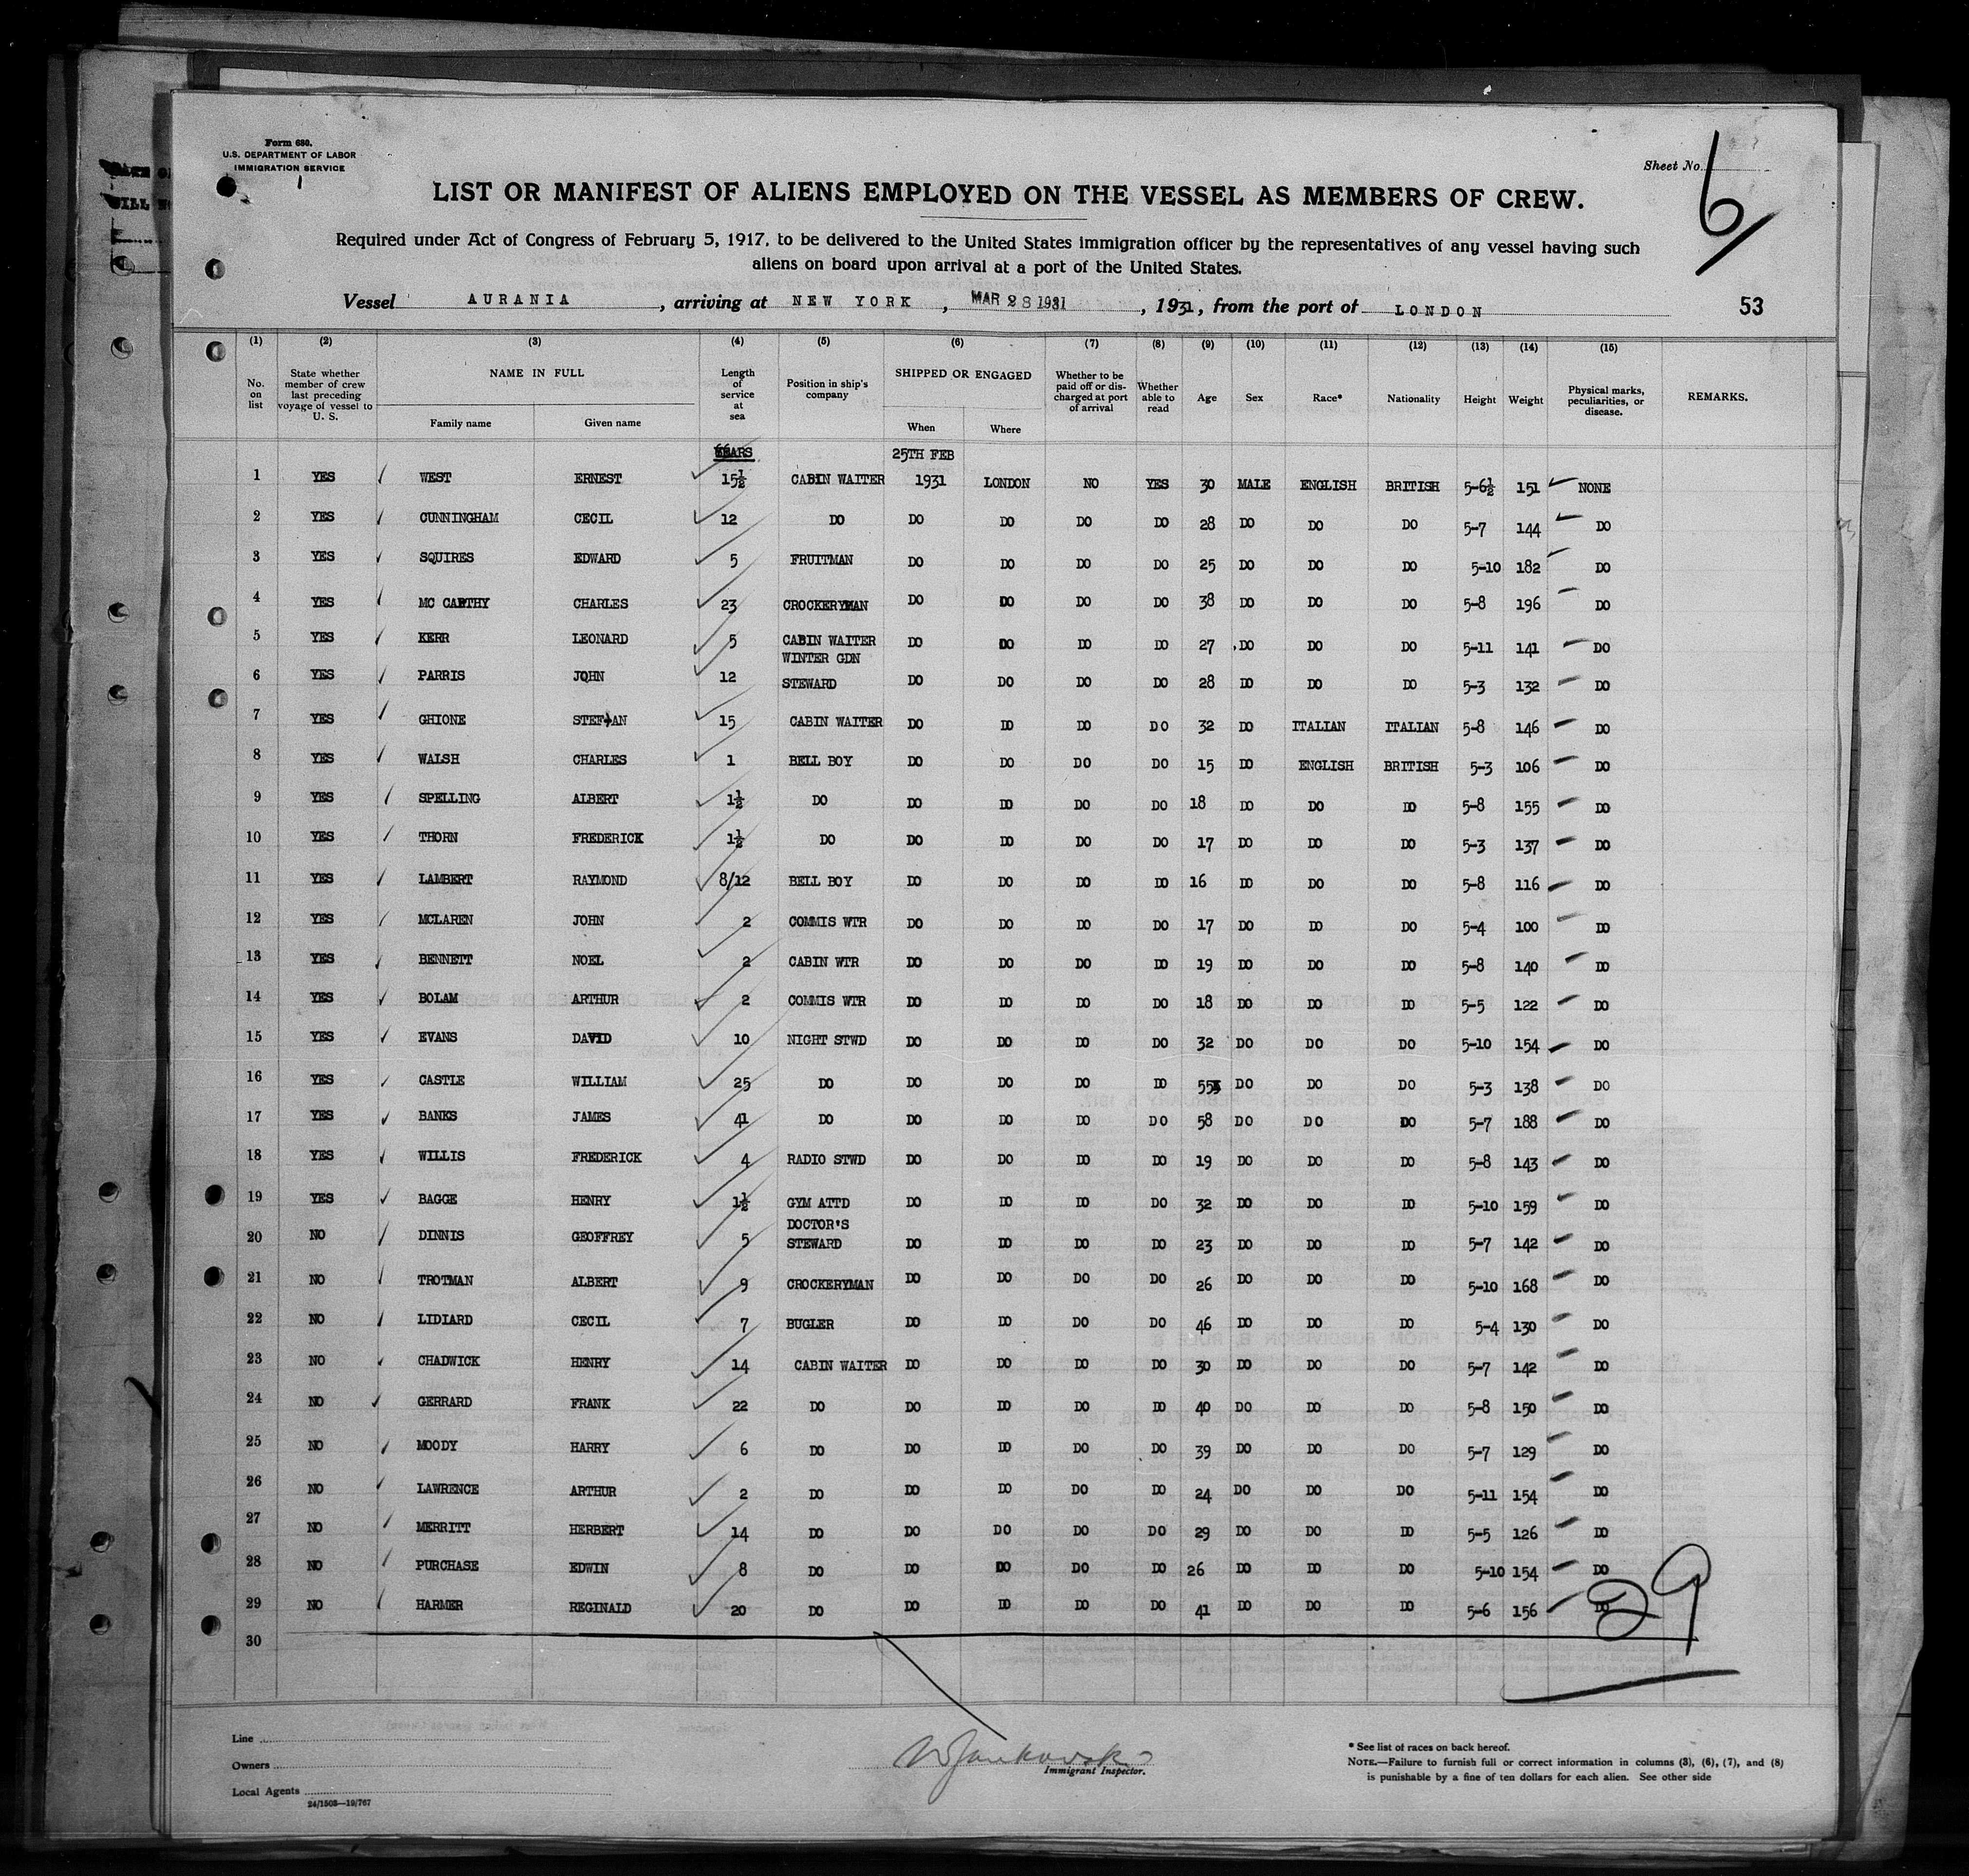 Form 680.
U.S. DEPARTMENT OF LABOR
IMMIGRATION SERVICE
Sheet No. 6
LIST OR MANIFEST OF ALIENS EMPLOYED ON THE VESSEL AS MEMBERS OF CREW.
Required under Act of Congress of February 5, 1917, to be delivered to the United States immigration officer by the representatives of any vessel having such
aliens on board upon arrival at a port of the United States.
Vessel AURANIA, arriving at NEW YORK, MAR 28 1931, 1931, from the port of LONDON 53
(1) (2) (3) (4) (5) (6) (7) (8) (9) (10) (11) (12) (13) (14) (15)
No. on list State whether member of crew last preceding voyage of vessel to U. S. NAME IN FULL Family name Given name Length of service at sea Position in ship's company SHIPPED OR ENGAGED When Where Whether to be paid off or discharged at port of arrival Whether able to read Age Sex Race* Nationality Height Weight Physical marks, peculiarities, or disease. REMARKS.
YEARS 25TH FEB
1 YES WEST ERNEST 15½ CABIN WAITER 1931 LONDON NO YES 30 MALE ENGLISH BRITISH 5-6½ 151 NONE
2 YES CUNNINGHAM CECIL 12 DO DO DO DO DO 28 DO DO DO 5-7 144 DO
3 YES SQUIRES EDWARD 5 FRUITMAN DO DO DO DO 25 DO DO DO 5-10 182 DO
4 YES MC CARTHY CHARLES 23 CROCKERYMAN DO DO DO DO 38 DO DO DO 5-8 196 DO
5 YES KERR LEONARD 5 CABIN WAITER DO DO DO DO 27 DO DO DO 5-11 141 DO
6 YES PARRIS JOHN 12 WINTER GDN STEWARD DO DO DO DO 28 DO DO DO 5-3 132 DO
7 YES GHIONE STEFAN 15 CABIN WAITER DO DO DO DO 32 DO ITALIAN ITALIAN 5-8 146 DO
8 YES WALSH CHARLES 1 BELL BOY DO DO DO DO 15 DO ENGLISH BRITISH 5-3 106 DO
9 YES SPELLING ALBERT 1½ DO DO DO DO DO 18 DO DO DO 5-8 155 DO
10 YES THORN FREDERICK 1½ DO DO DO DO DO 17 DO DO DO 5-3 137 DO
11 YES LAMBERT RAYMOND 8/12 BELL BOY DO DO DO DO 16 DO DO DO 5-8 116 DO
12 YES MCLAREN JOHN 2 COMMIS WTR DO DO DO DO 17 DO DO DO 5-4 100 DO
13 YES BENNETT NOEL 2 CABIN WTR DO DO DO DO 19 DO DO DO 5-8 140 DO
14 YES BOLAM ARTHUR 2 COMMIS WTR DO DO DO DO 18 DO DO DO 5-5 122 DO
15 YES EVANS DAVID 10 NIGHT STWD DO DO DO DO 32 DO DO DO 5-10 154 DO
16 YES CASTLE WILLIAM 25 DO DO DO DO DO 55 DO DO DO 5-3 138 DO
17 YES BANKS JAMES 41 DO DO DO DO DO 58 DO DO DO 5-7 188 DO
18 YES WILLIS FREDERICK 4 RADIO STWD DO DO DO DO 19 DO DO DO 5-8 143 DO
19 YES BAGGE HENRY 1½ GYM ATTD DO DO DO DO 32 DO DO DO 5-10 159 DO
20 NO DINNIS GEOFFREY 5 DOCTOR'S STEWARD DO DO DO DO 23 DO DO DO 5-7 142 DO
21 NO TROTMAN ALBERT 9 CROCKERYMAN DO DO DO DO 26 DO DO DO 5-10 168 DO
22 NO LIDIARD CECIL 7 BUGLER DO DO DO DO 46 DO DO DO 5-4 130 DO
23 NO CHADWICK HENRY 14 CABIN WAITER DO DO DO DO 30 DO DO DO 5-7 142 DO
24 NO GERRARD FRANK 22 DO DO DO DO DO 40 DO DO DO 5-8 150 DO
25 NO MOODY HARRY 6 DO DO DO DO DO 39 DO DO DO 5-7 129 DO
26 NO LAWRENCE ARTHUR 2 DO DO DO DO DO 24 DO DO DO 5-11 154 DO
27 NO MERRITT HERBERT 14 DO DO DO DO DO 29 DO DO DO 5-5 126 DO
28 NO PURCHASE EDWIN 8 DO DO DO DO DO 26 DO DO DO 5-10 154 DO
29 NO HARMER REGINALD 20 DO DO DO DO DO 41 DO DO DO 5-6 156 DO
30
29
Line
Owners
Local Agents
24/1503—19/767
Immigrant Inspector.
* See list of races on back hereof.
NOTE.—Failure to furnish full or correct information in columns (3), (6), (7), and (8)
is punishable by a fine of ten dollars for each alien. See other side